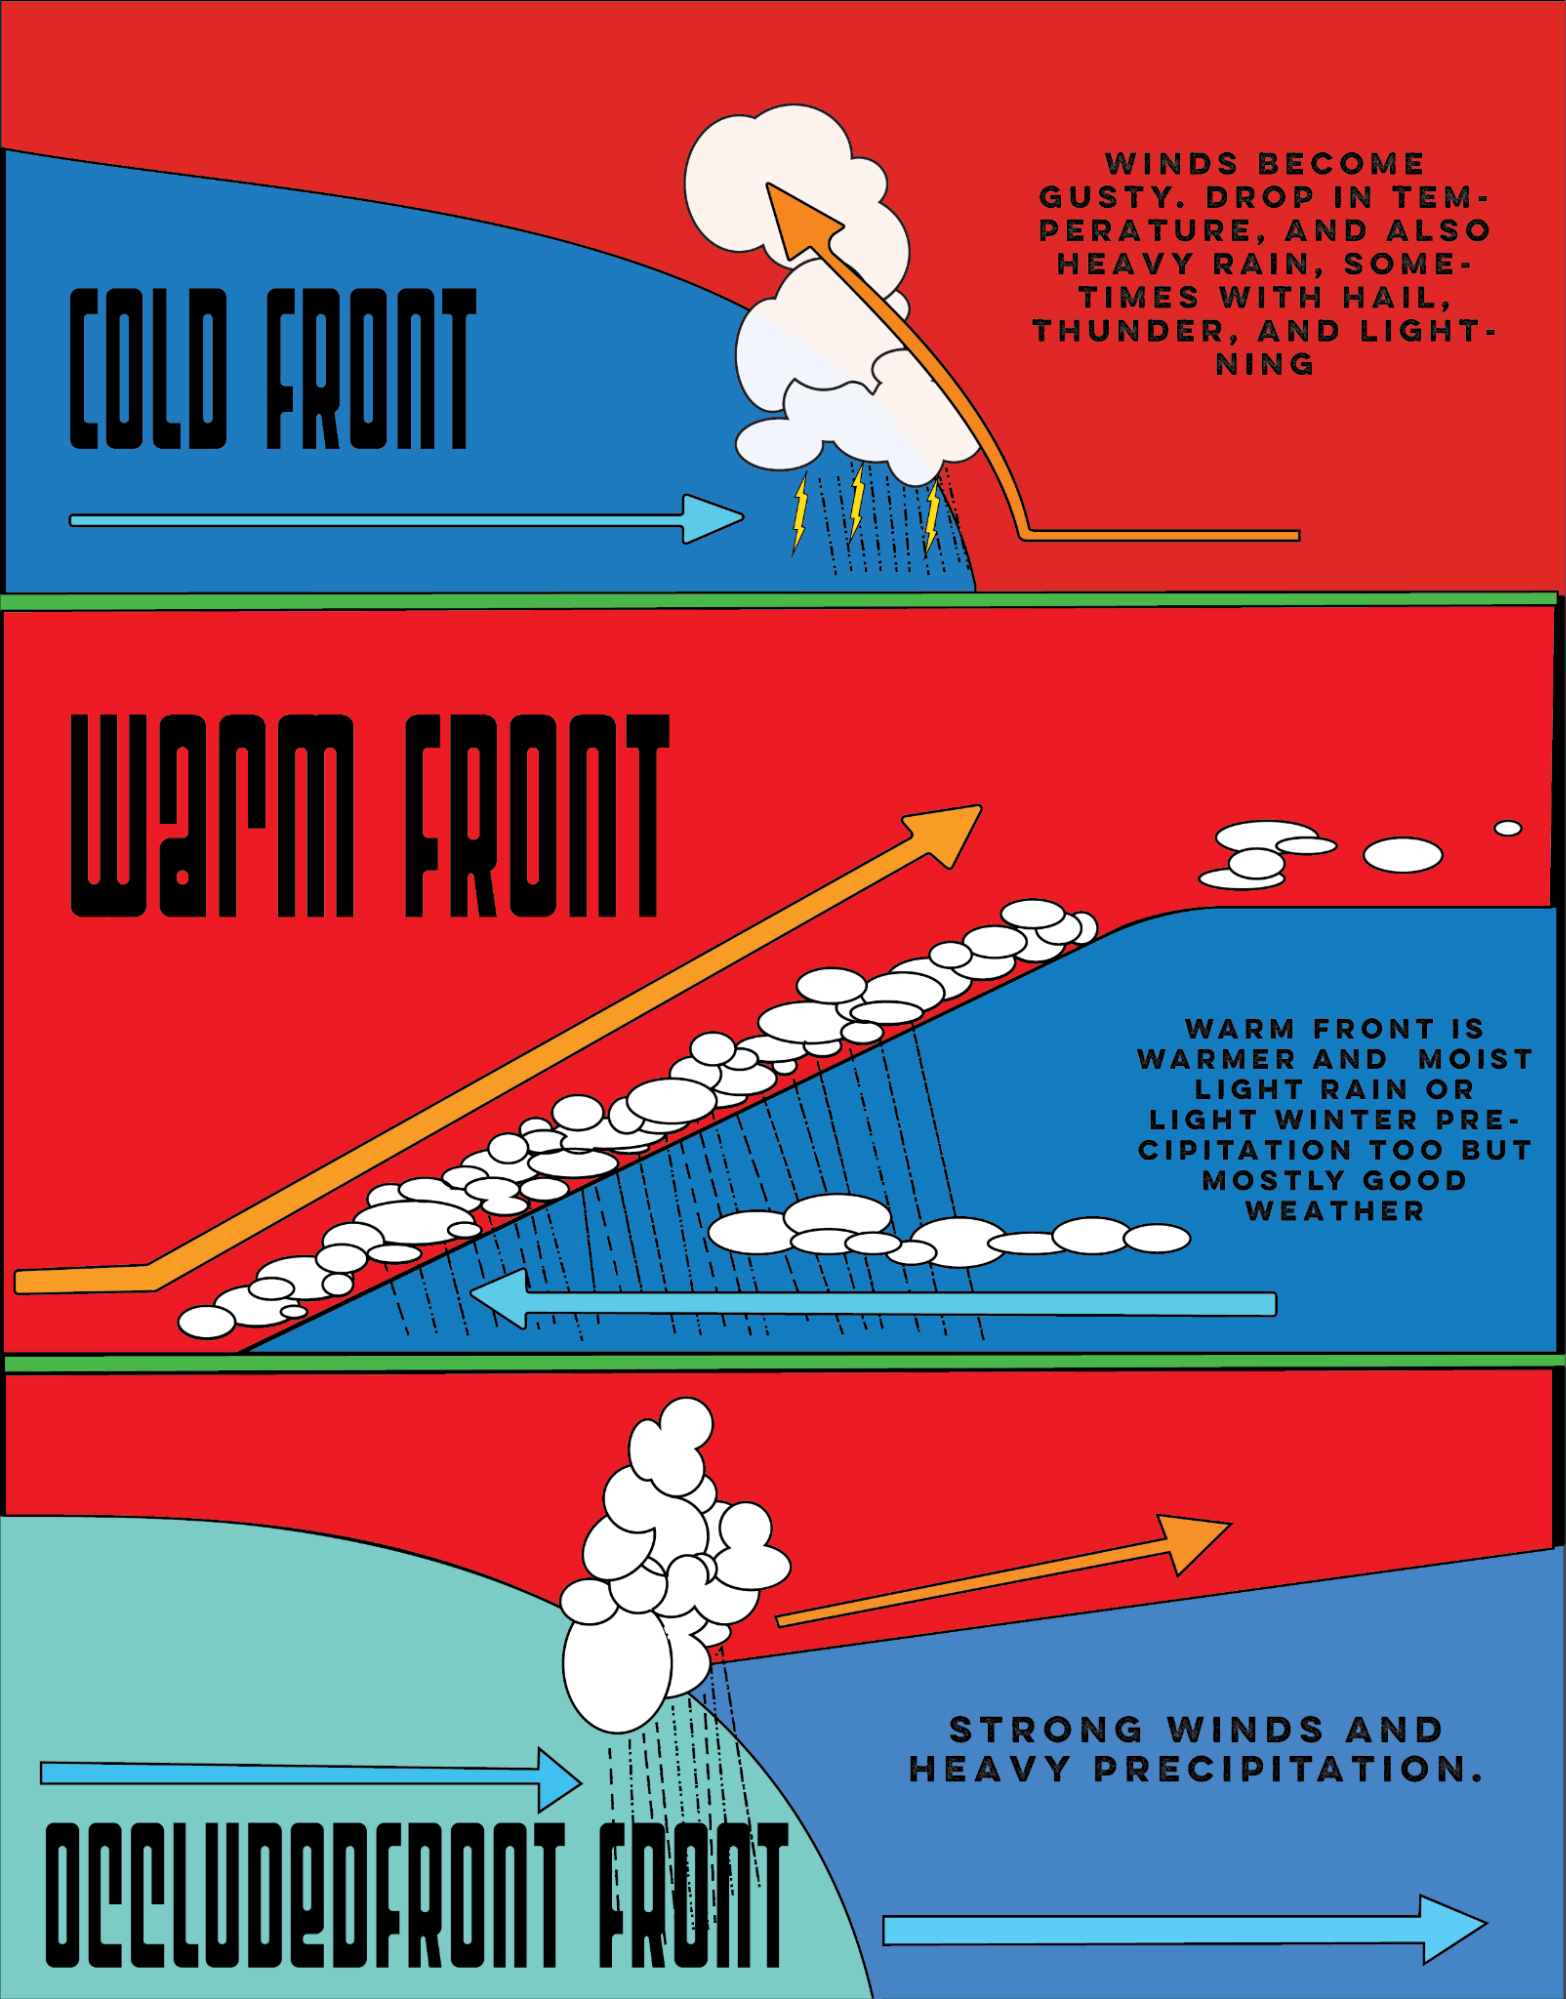 WINDS BECOME
GUSTY. DROP IN TEM-
PERATURE, AND ALSO
HEAVY RAIN, SOME-
TIMES WITH HAIL,
THUNDER, AND LIGHT-
NING
COLD FRONT
WARM FRONT
WARM FRONT IS
WARMER AND MOIST
LIGHT RAIN OR
LIGHT WINTER PRE-
CIPITATION TOO BUT
MOSTLY GOOD
WEATHER
STRONG WINDS AND
HEAVY PRECIPITATION.
OCCLUDEDFRONT FRONT